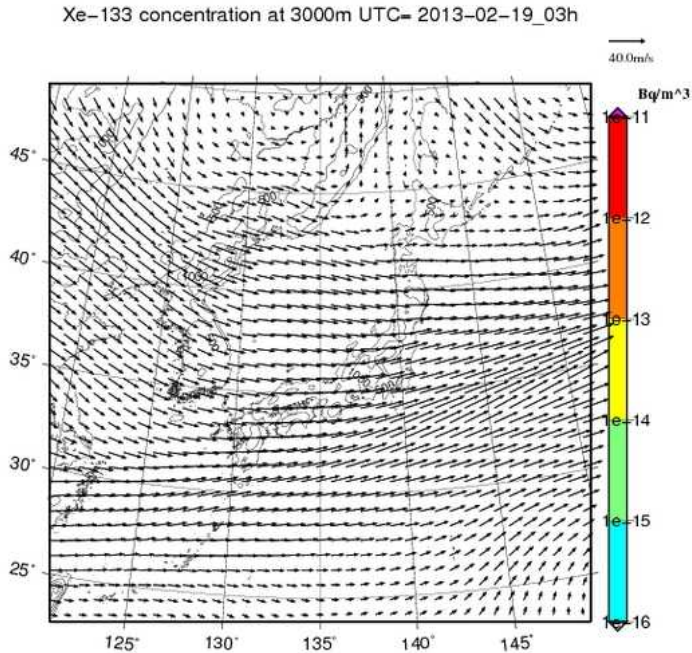 Xe-133 concentration at 3000m UTC= 2013-02-19_03h
40.0m/s
Bq/m^3
1e-11
45°
1e-12
40°
1e-13
35°
1e-14
30°
1e-15
25°
1e-16
125° 130° 135° 140° 145°